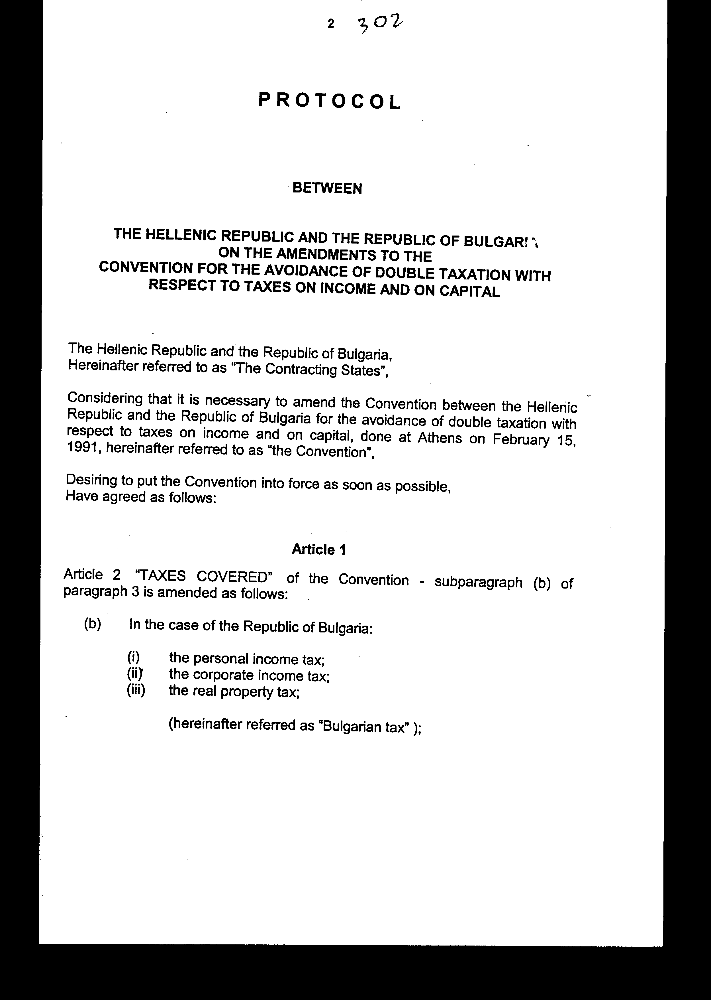 2 302
PROTOCOL
BETWEEN
THE HELLENIC REPUBLIC AND THE REPUBLIC OF BULGARIA
ON THE AMENDMENTS TO THE
CONVENTION FOR THE AVOIDANCE OF DOUBLE TAXATION WITH
RESPECT TO TAXES ON INCOME AND ON CAPITAL
The Hellenic Republic and the Republic of Bulgaria,
Hereinafter referred to as “The Contracting States”,
Considering that it is necessary to amend the Convention between the Hellenic
Republic and the Republic of Bulgaria for the avoidance of double taxation with
respect to taxes on income and on capital, done at Athens on February 15,
1991, hereinafter referred to as “the Convention”,
Desiring to put the Convention into force as soon as possible,
Have agreed as follows:
Article 1
Article 2 “TAXES COVERED” of the Convention - subparagraph (b) of
paragraph 3 is amended as follows:
(b) In the case of the Republic of Bulgaria:
(i) the personal income tax;
(ii) the corporate income tax;
(iii) the real property tax;
(hereinafter referred as “Bulgarian tax” );